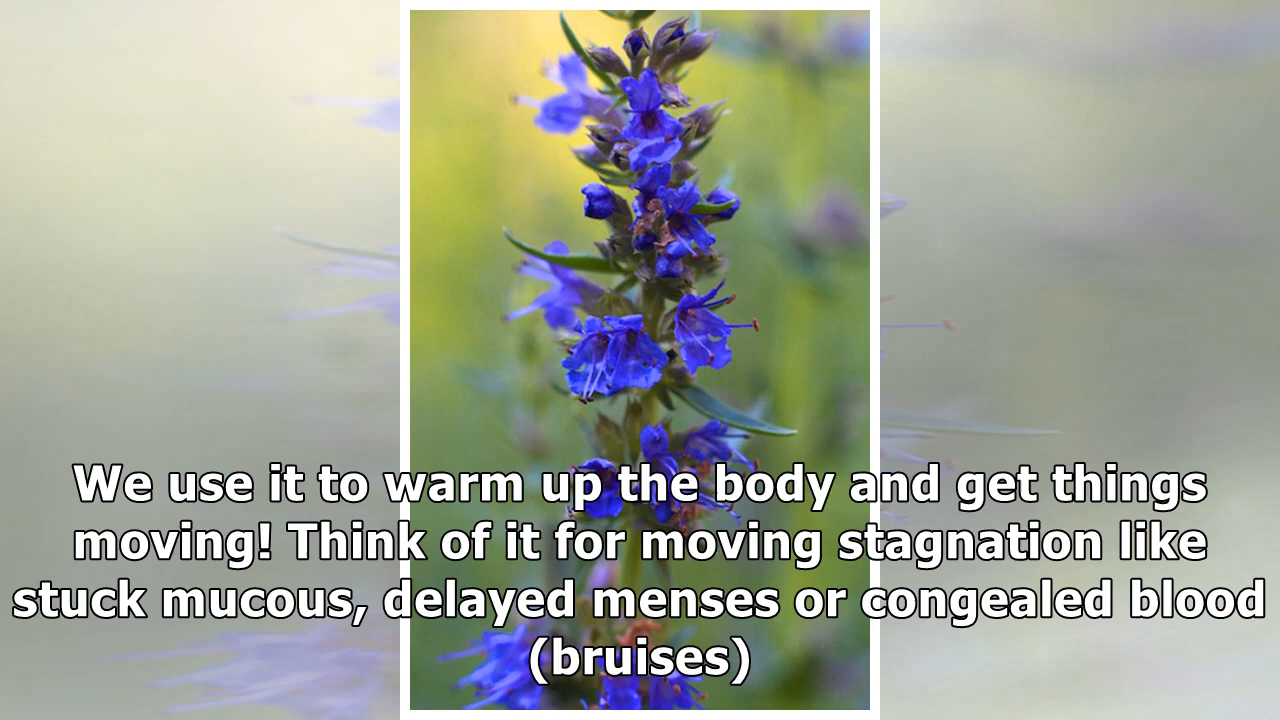 We use it to warm up the body and get things
moving! Think of it for moving stagnation like
stuck mucous, delayed menses or congealed blood
(bruises)